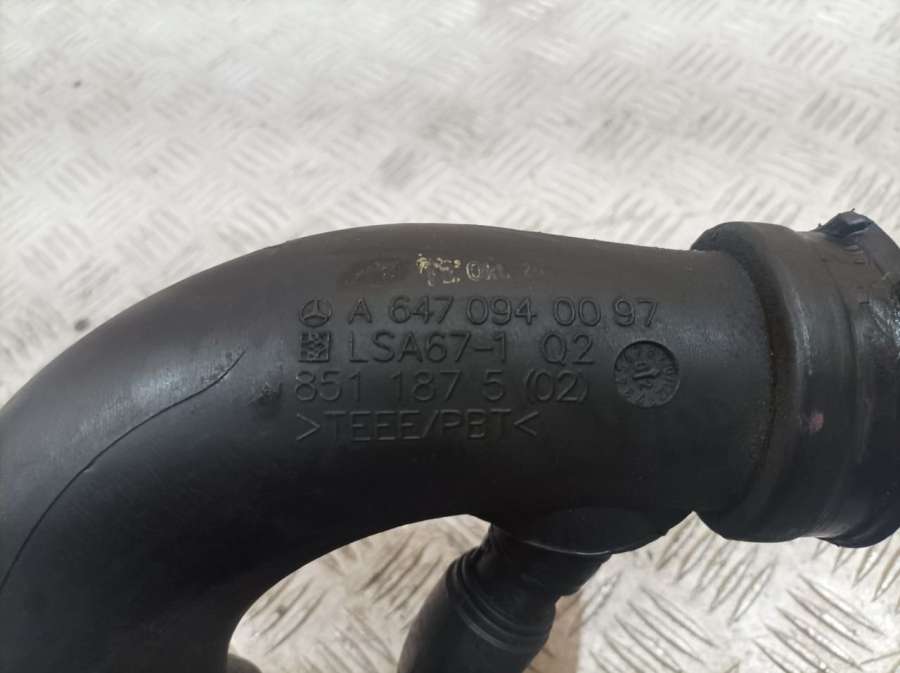 A 647 094 00 97
LSA67-1 Q2
851 187 5 (02)
>TEEE/PBT<